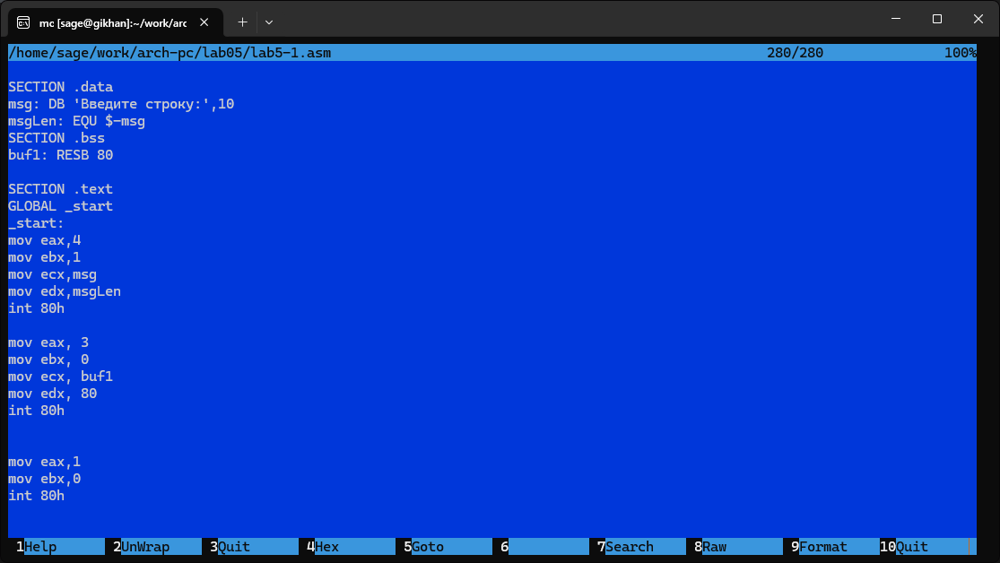 mc [sage@gikhan]:~/work/arc
/home/sage/work/arch-pc/lab05/lab5-1.asm 280/280 100%
SECTION .data
msg: DB 'Введите строку:',10
msgLen: EQU $-msg
SECTION .bss
buf1: RESB 80
SECTION .text
GLOBAL _start
_start:
mov eax,4
mov ebx,1
mov ecx,msg
mov edx,msgLen
int 80h
mov eax, 3
mov ebx, 0
mov ecx, buf1
mov edx, 80
int 80h
mov eax,1
mov ebx,0
int 80h
1Help 2UnWrap 3Quit 4Hex 5Goto 6 7Search 8Raw 9Format 10Quit